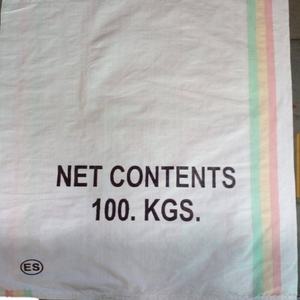 NET CONTENTS
100. KGS.
ES